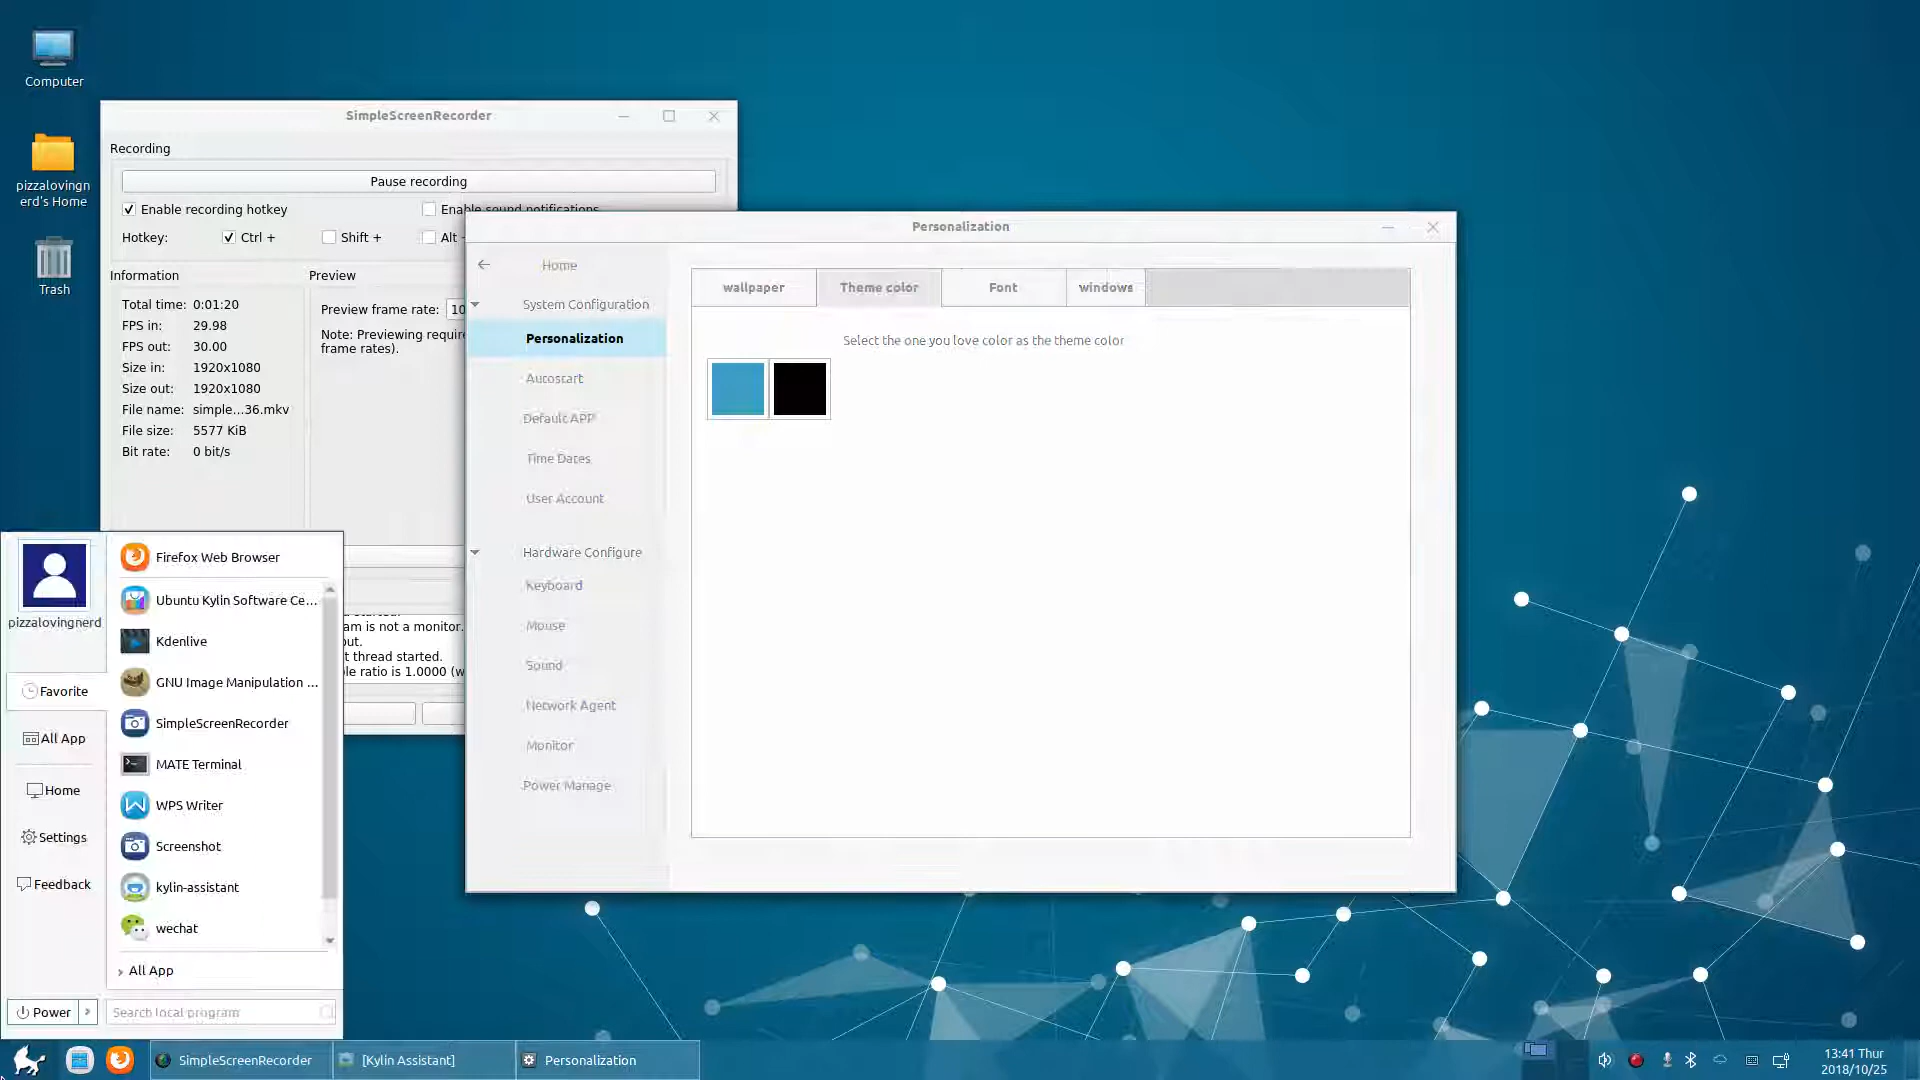 Computer
pizzalovingn
erd's Home
Trash
SimpleScreenRecorder
Recording
Pause recording
Enable recording hotkey
Enable sound notifications
Hotkey: Ctrl + Shift + Alt
Information
Preview
Total time: 0:01:20
FPS in: 29.98
FPS out: 30.00
Size in: 1920x1080
Size out: 1920x1080
File name: simple...36.mkv
File size: 5577 KiB
Bit rate: 0 bit/s
Preview frame rate: 10
Note: Previewing require
frame rates).
am is not a monitor.
out.
t thread started.
le ratio is 1.0000 (w
Personalization
Home
System Configuration
Personalization
Autostart
Default APP
Time Dates
User Account
Hardware Configure
Keyboard
Mouse
Sound
Network Agent
Monitor
Power Manage
wallpaper
Theme color
Font
windows
Select the one you love color as the theme color
pizzalovingnerd
Favorite
All App
Home
Settings
Feedback
Power
Firefox Web Browser
Ubuntu Kylin Software Ce...
Kdenlive
GNU Image Manipulation ...
SimpleScreenRecorder
MATE Terminal
WPS Writer
Screenshot
kylin-assistant
wechat
All App
Search local program
SimpleScreenRecorder
[Kylin Assistant]
Personalization
13:41 Thur
2018/10/25